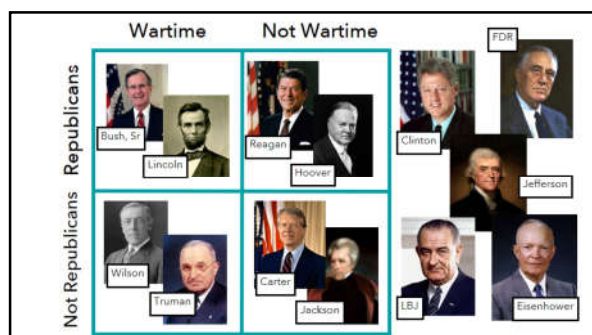 Wartime
Not Wartime
FDR
Republicans
Bush, Sr
Lincoln
Reagan
Hoover
Clinton
Jefferson
Not Republicans
Wilson
Truman
Carter
Jackson
LBJ
Eisenhower